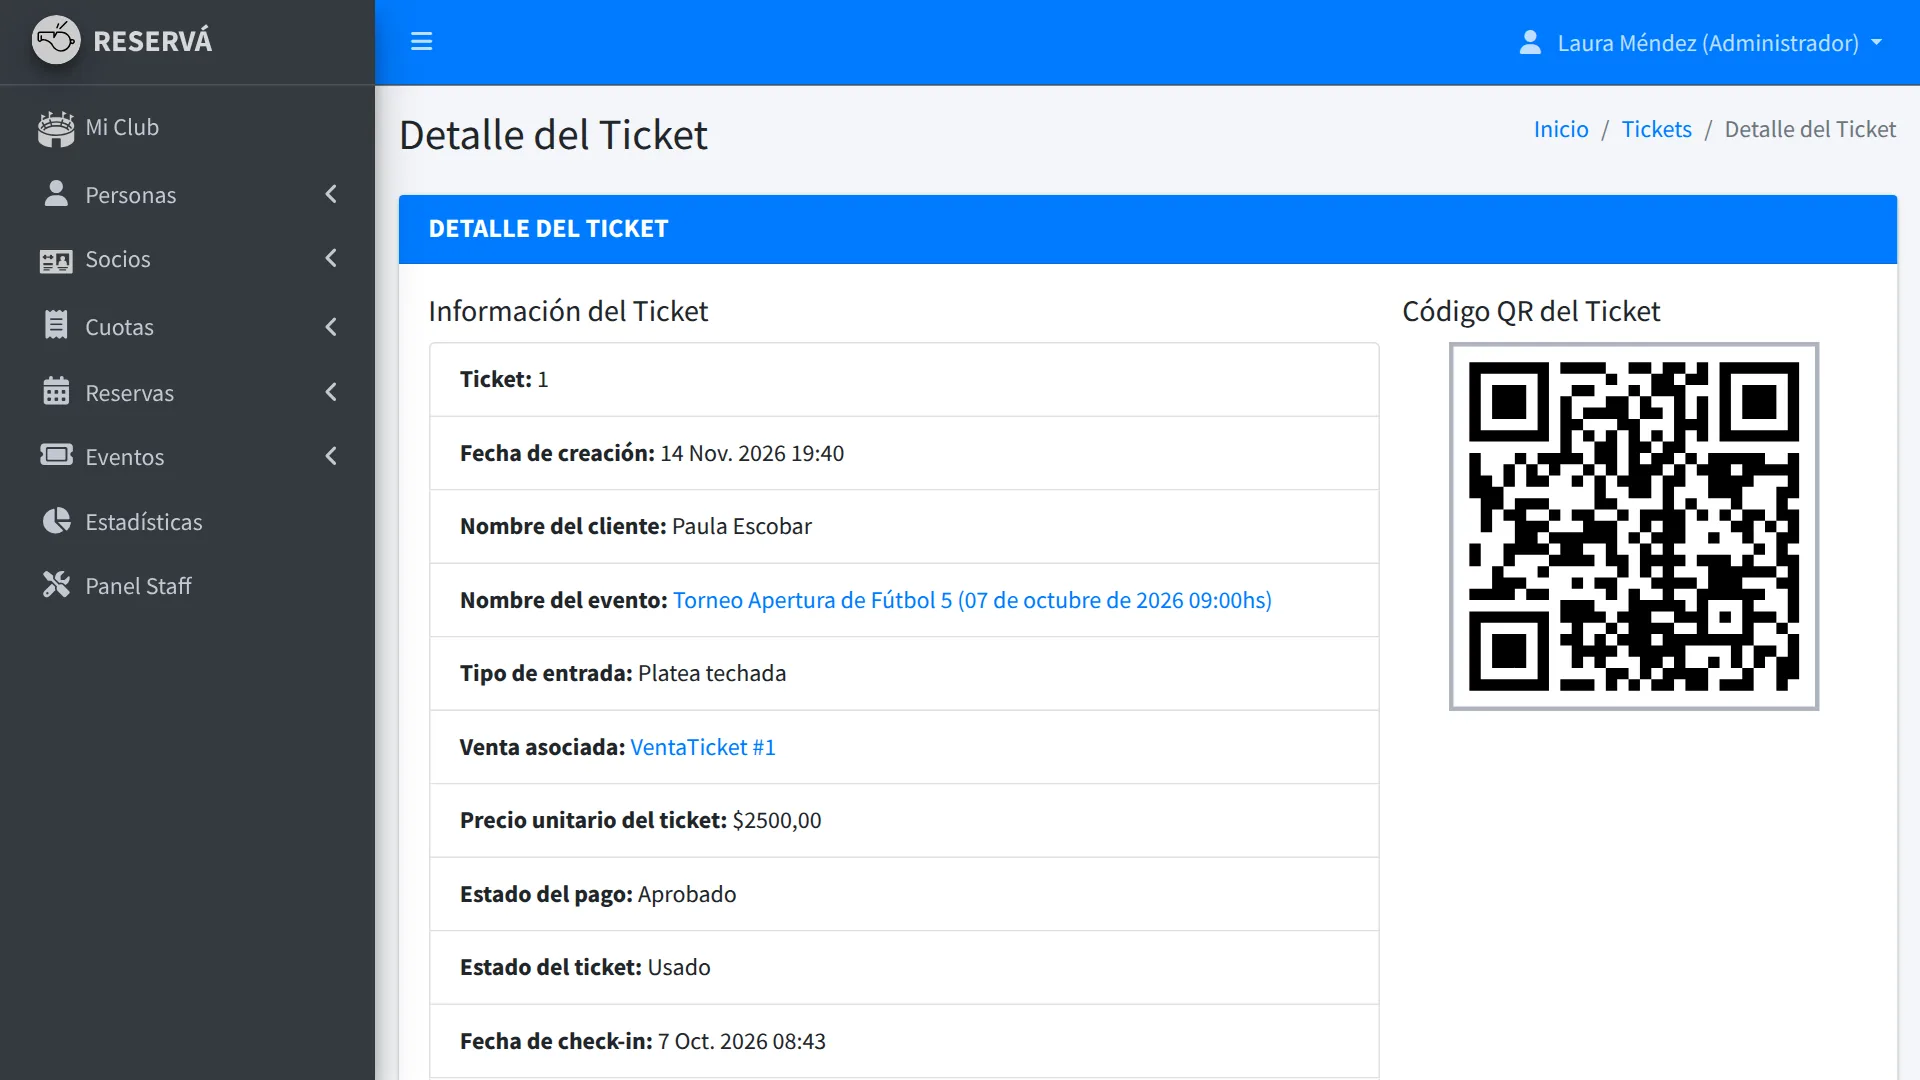 RESERVÁ
Laura Méndez (Administrador)
Mi Club
Personas
Socios
Cuotas
Reservas
Eventos
Estadísticas
Panel Staff
Detalle del Ticket
Inicio / Tickets / Detalle del Ticket
DETALLE DEL TICKET
Información del Ticket
Ticket: 1
Fecha de creación: 14 Nov. 2026 19:40
Nombre del cliente: Paula Escobar
Nombre del evento: Torneo Apertura de Fútbol 5 (07 de octubre de 2026 09:00hs)
Tipo de entrada: Platea techada
Venta asociada: VentaTicket #1
Precio unitario del ticket: $2500,00
Estado del pago: Aprobado
Estado del ticket: Usado
Fecha de check-in: 7 Oct. 2026 08:43
Código QR del Ticket